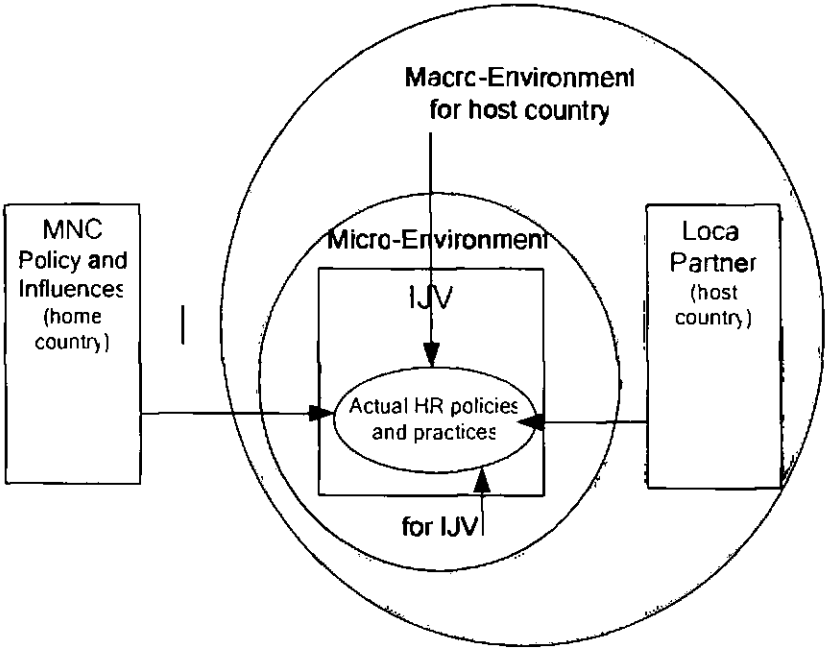 Macro-Environment
for host country
MNC
Policy and
Influences
(home
country)
Micro-Environment
IJV
Loca
Partner
(host
country)
Actual HR policies
and practices
for IJV